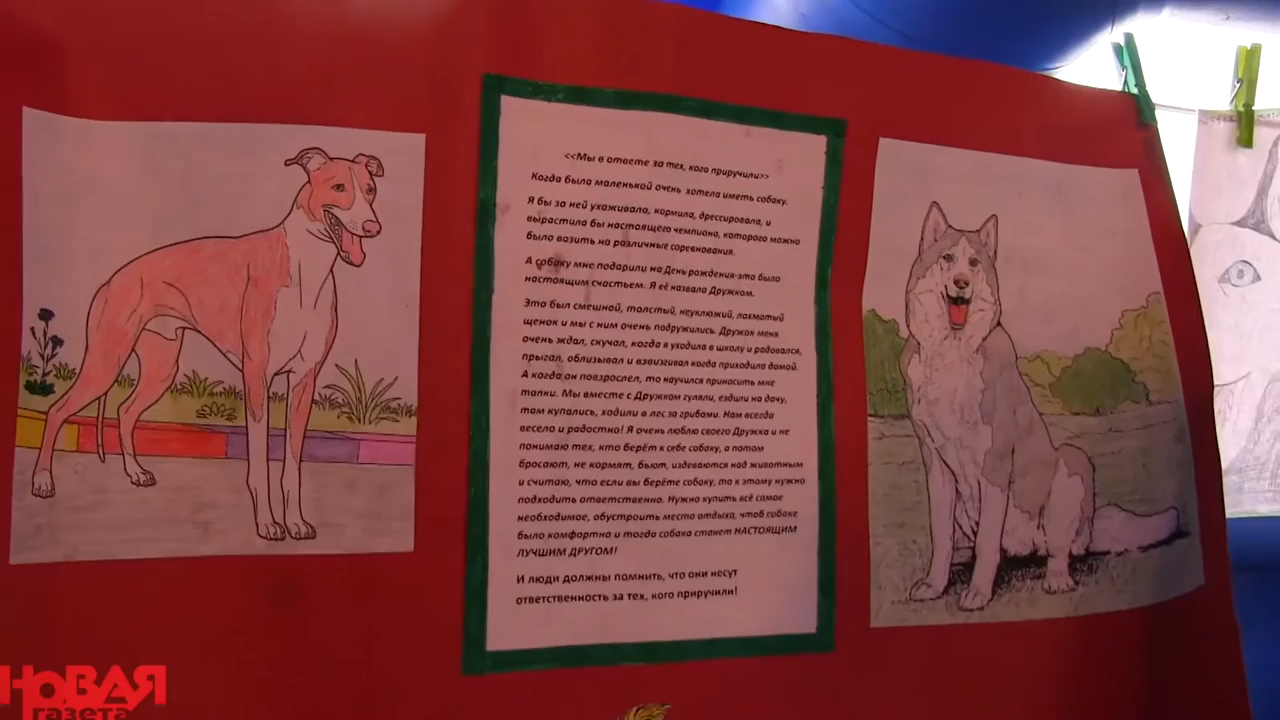 <<Мы в ответе за тех, кого приручили>>
Когда была маленькой очень хотела иметь собаку.
Я бы за ней ухаживала, кормила, дрессировала, и
вырастила бы настоящего чемпиона, которого можно
было возить на различные соревнования.
А собаку мне подарили на День рождения-это было
настоящим счастьем. Я её назвала Дружком.
Это был смешной, толстый, неуклюжий, лохматый
щенок и мы с ним очень подружились. Дружок меня
очень ждал, скучал, когда я уходила в школу и радовался,
прыгал, облизывал и взвизгивал когда приходила домой.
А когда он повзрослел, то научился приносить мне
тапки. Мы вместе с Дружком гуляли, ездили на дачу,
там купались, ходили в лес за грибами. Нам всегда
весело и радостно! Я очень люблю своего Дружка и не
понимаю тех, кто берёт к себе собаку, а потом
бросают, не кормят, бьют, издеваются над животным
и считаю, что если вы берёте собаку, то к этому нужно
подходить ответственно. Нужно купить всё самое
необходимое, обустроить место отдыха, чтоб собаке
было комфортно и тогда собака станет НАСТОЯЩИМ
ЛУЧШИМ ДРУГОМ!
И люди должны помнить, что они несут
ответственность за тех, кого приручили!
НОВАЯ
газета